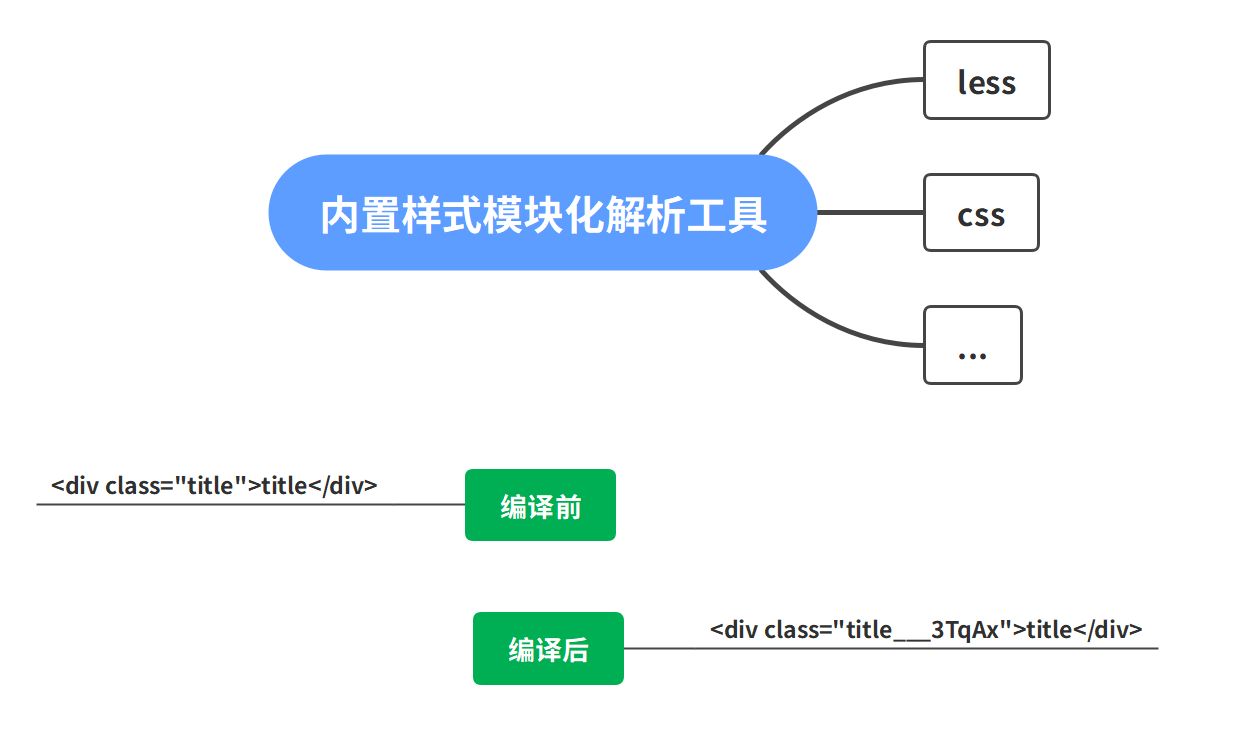 less
内置样式模块化解析工具
css
...
<div class="title">title</div>
编译前
<div class="title___3TqAx">title</div>
编译后